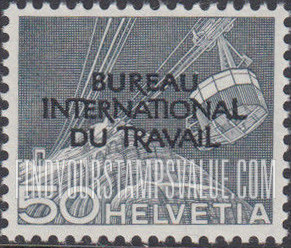 BUREAU
INTERNATIONAL
DU TRAVAIL
FINDYOURSTAMPSVALUE.COM
50 HELVETIA